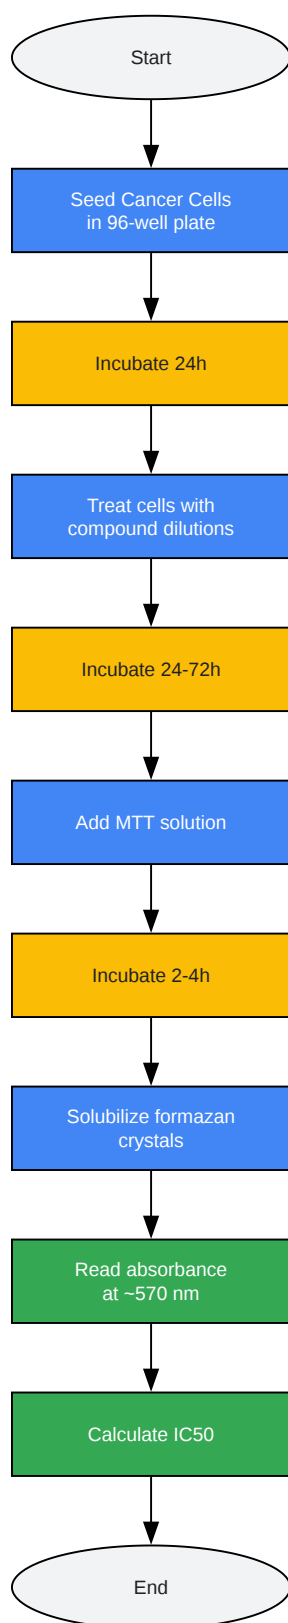 Start
Seed Cancer Cells
in 96-well plate
Incubate 24h
Treat cells with
compound dilutions
Incubate 24-72h
Add MTT solution
Incubate 2-4h
Solubilize formazan
crystals
Read absorbance
at ~570 nm
Calculate IC50
End